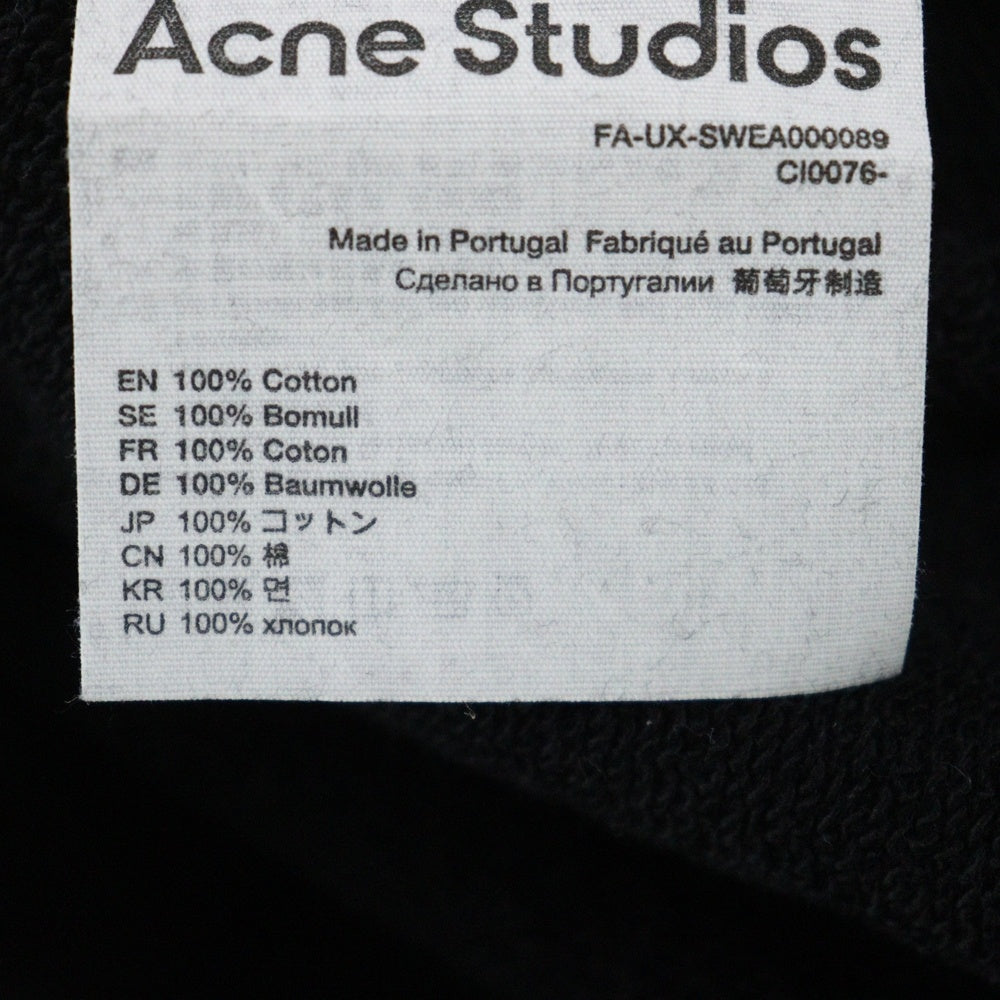 Acne Studios
FA-UX-SWEA000089
CI0076-
Made in Portugal Fabriqué au Portugal
Сделано в Португалии 葡萄牙制造
EN 100% Cotton
SE 100% Bomull
FR 100% Coton
DE 100% Baumwolle
JP 100% コットン
CN 100% 棉
KR 100% 면
RU 100% хлопок